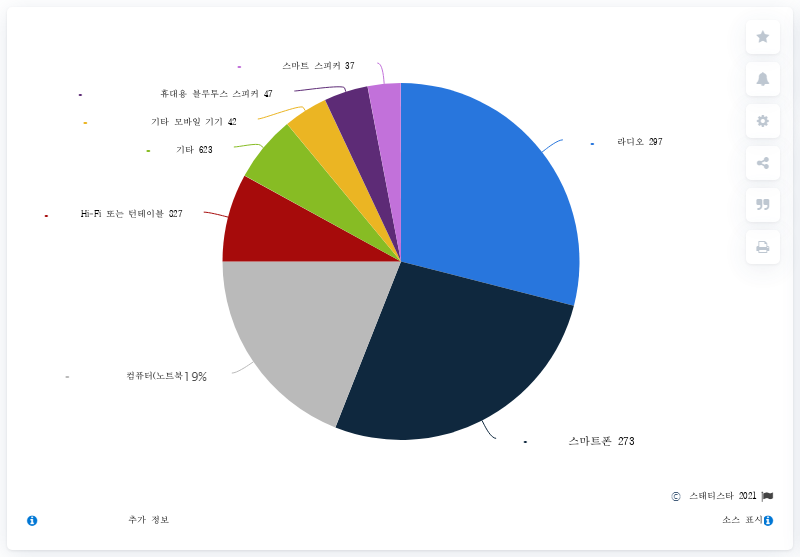 스마트 스피커 37
휴대용 블루투스 스피커 47
기타 모바일 기기 42
기타 623
라디오 297
Hi-Fi 또는 턴테이블 827
컴퓨터(노트북19%
스마트폰 273
© 스태티스타 2021
추가 정보
소스 표시